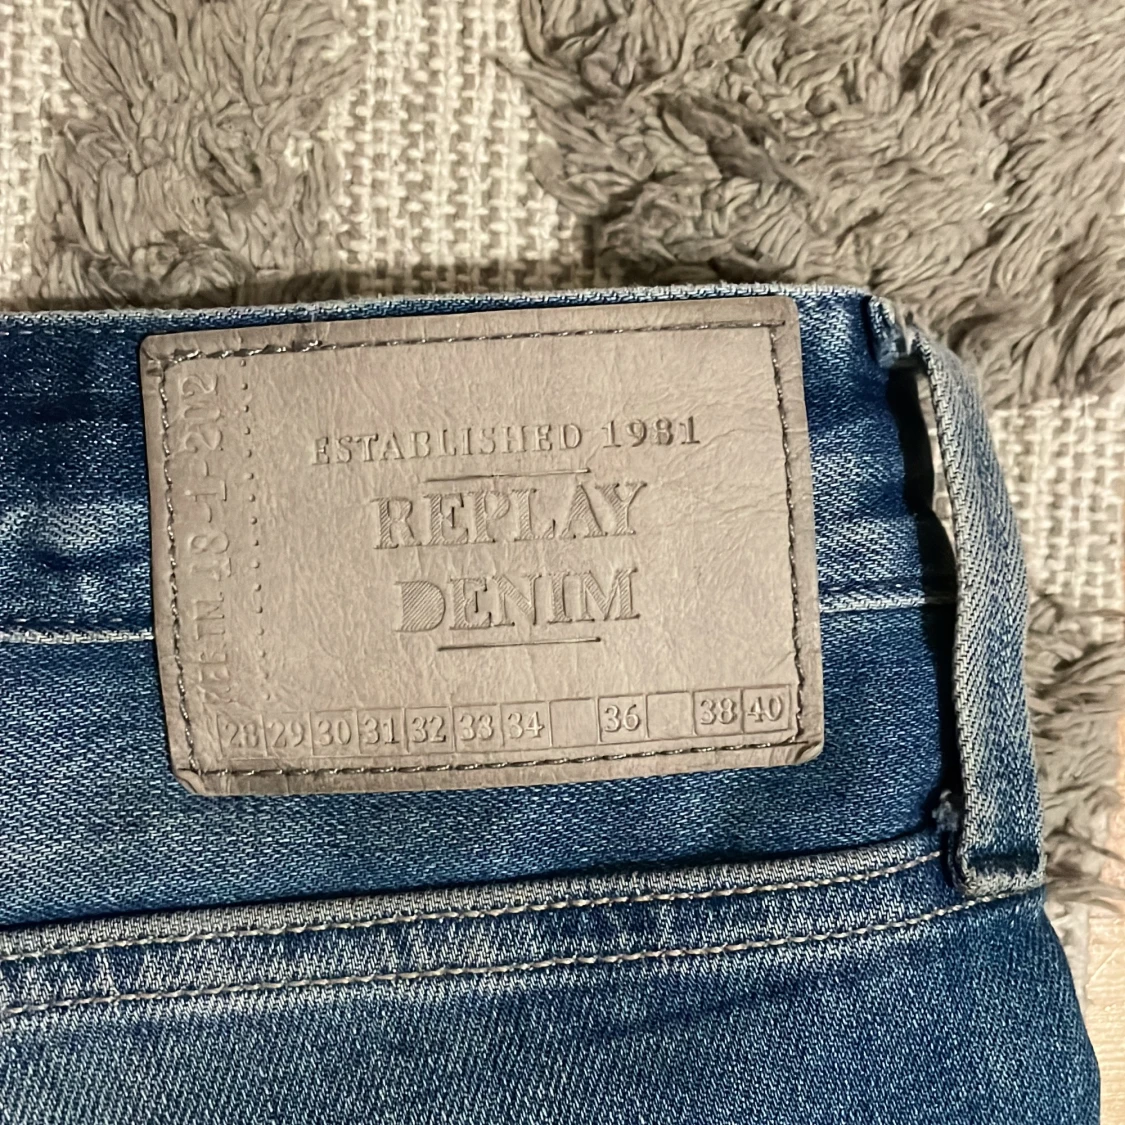 ESTABLISHED 1981
REPLAY
DENIM
28 29 30 31 32 33 34 36 38 40